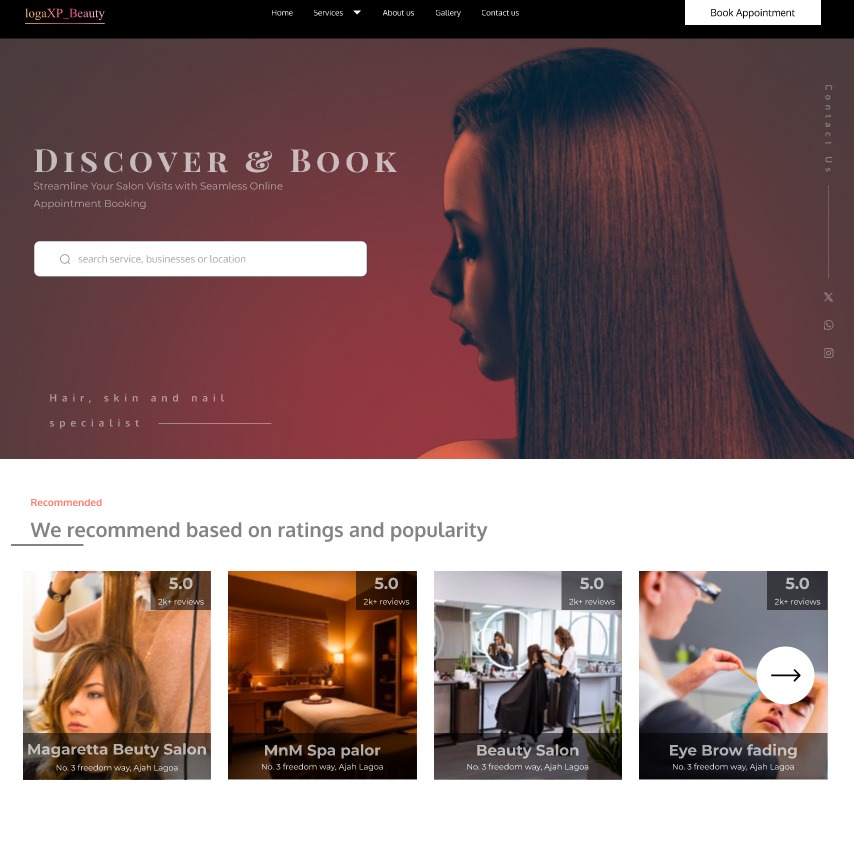 logaXP_Beauty
Home Services About us Gallery Contact us
Book Appointment
Contact Us
DISCOVER & BOOK
Streamline Your Salon Visits with Seamless Online
Appointment Booking
search service, businesses or location
Hair, skin and nail
specialist
Recommended
We recommend based on ratings and popularity
5.0
2k+ reviews
Magaretta Beuty Salon
No. 3 freedom way, Ajah Lagoa
5.0
2k+ reviews
MnM Spa palor
No. 3 freedom way, Ajah Lagoa
5.0
2k+ reviews
Beauty Salon
No. 3 freedom way, Ajah Lagoa
5.0
2k+ reviews
Eye Brow fading
No. 3 freedom way, Ajah Lagoa